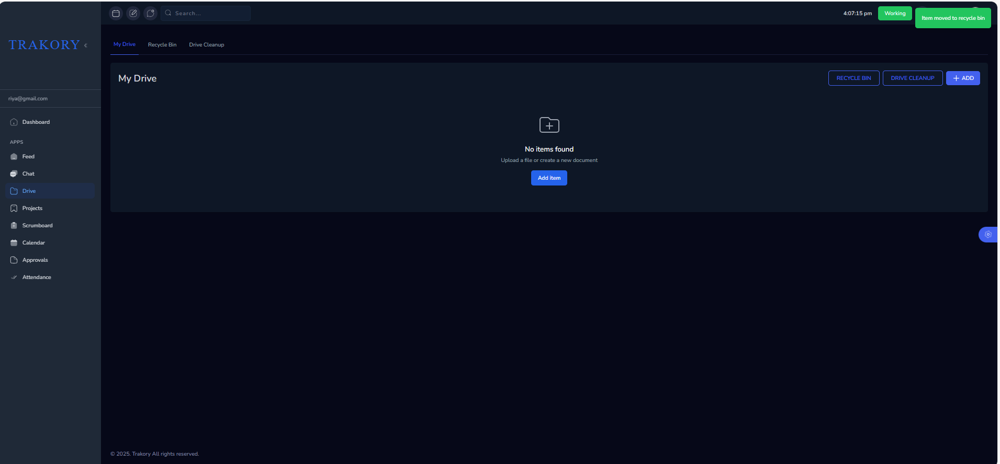 Search...
4:07:15 pm
Working
Item moved to recycle bin
TRAKORY
riya@gmail.com
Dashboard
APPS
Feed
Chat
Drive
Projects
Scrumboard
Calendar
Approvals
Attendance
My Drive
Recycle Bin
Drive Cleanup
My Drive
RECYCLE BIN
DRIVE CLEANUP
ADD
No items found
Upload a file or create a new document
Add item
© 2025. Trakory All rights reserved.